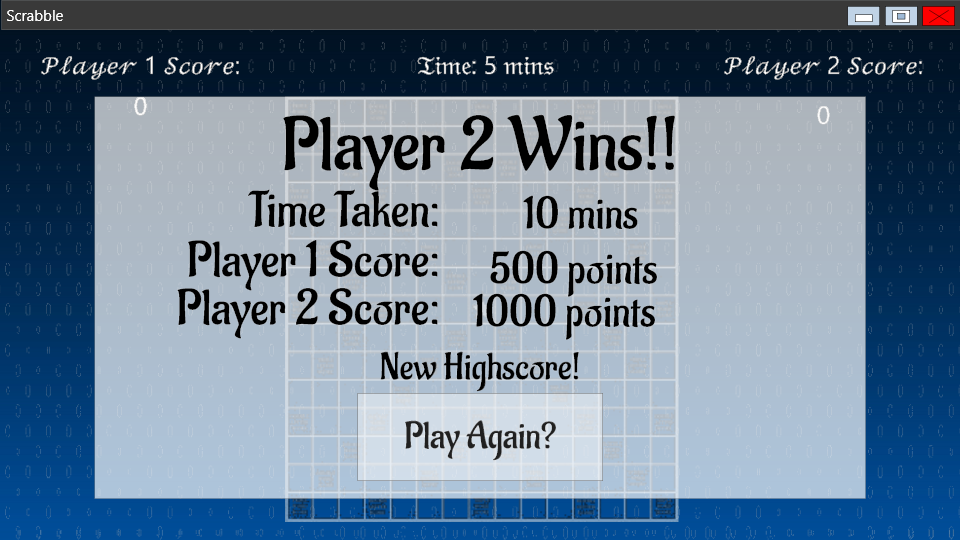 Scrabble
Player 1 Score: Time: 5 mins Player 2 Score:
0 0
Player 2 Wins!!
Time Taken: 10 mins
Player 1 Score: 500 points
Player 2 Score: 1000 points
New Highscore!
Play Again?